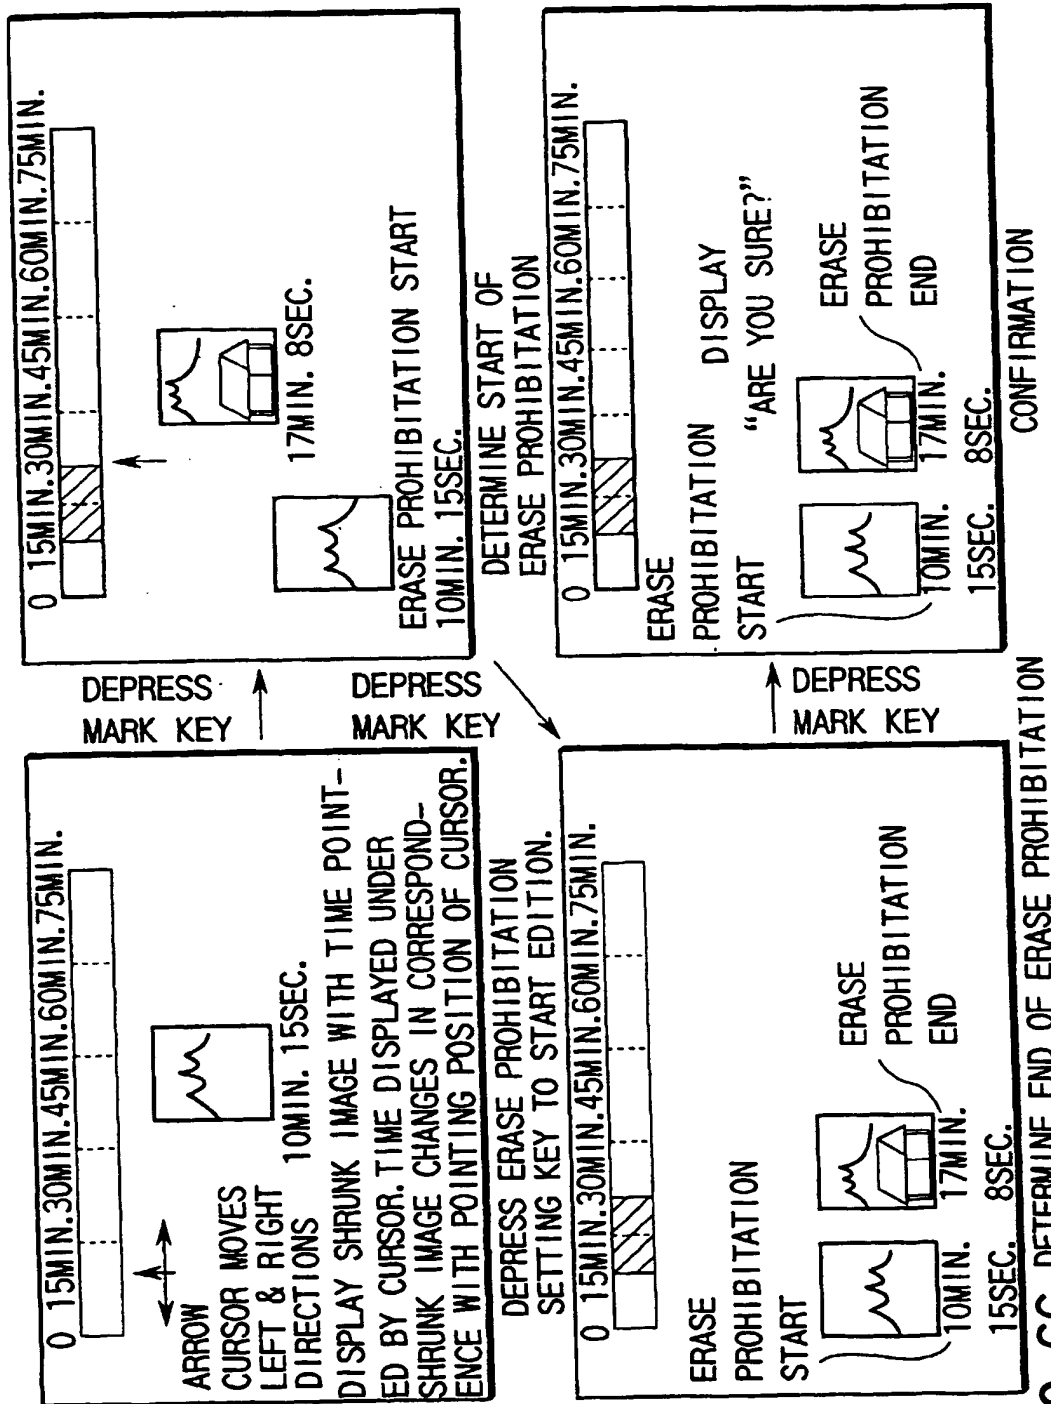 0 15MIN.30MIN.45MIN.60MIN.75MIN.
ARROW
CURSOR MOVES
LEFT & RIGHT
DIRECTIONS
10MIN. 15SEC.
DISPLAY SHRUNK IMAGE WITH TIME POINT-
ED BY CURSOR. TIME DISPLAYED UNDER
SHRUNK IMAGE CHANGES IN CORRESPOND-
ENCE WITH POINTING POSITION OF CURSOR.
DEPRESS ERASE PROHIBITATION
SETTING KEY TO START EDITION.
DEPRESS
MARK KEY
0 15MIN.30MIN.45MIN.60MIN.75MIN.
17MIN. 8SEC.
ERASE PROHIBITATION START
10MIN. 15SEC.
DETERMINE START OF
ERASE PROHIBITATION
DEPRESS
MARK KEY
0 15MIN.30MIN.45MIN.60MIN.75MIN.
ERASE
PROHIBITATION
START
10MIN.
15SEC.
17MIN.
8SEC.
ERASE
PROHIBITATION
END
DETERMINE END OF ERASE PROHIBITATION
DEPRESS
MARK KEY
0 15MIN.30MIN.45MIN.60MIN.75MIN.
ERASE
PROHIBITATION
START
DISPLAY
“ARE YOU SURE?”
10MIN.
15SEC.
17MIN.
8SEC.
ERASE
PROHIBITATION
END
CONFIRMATION